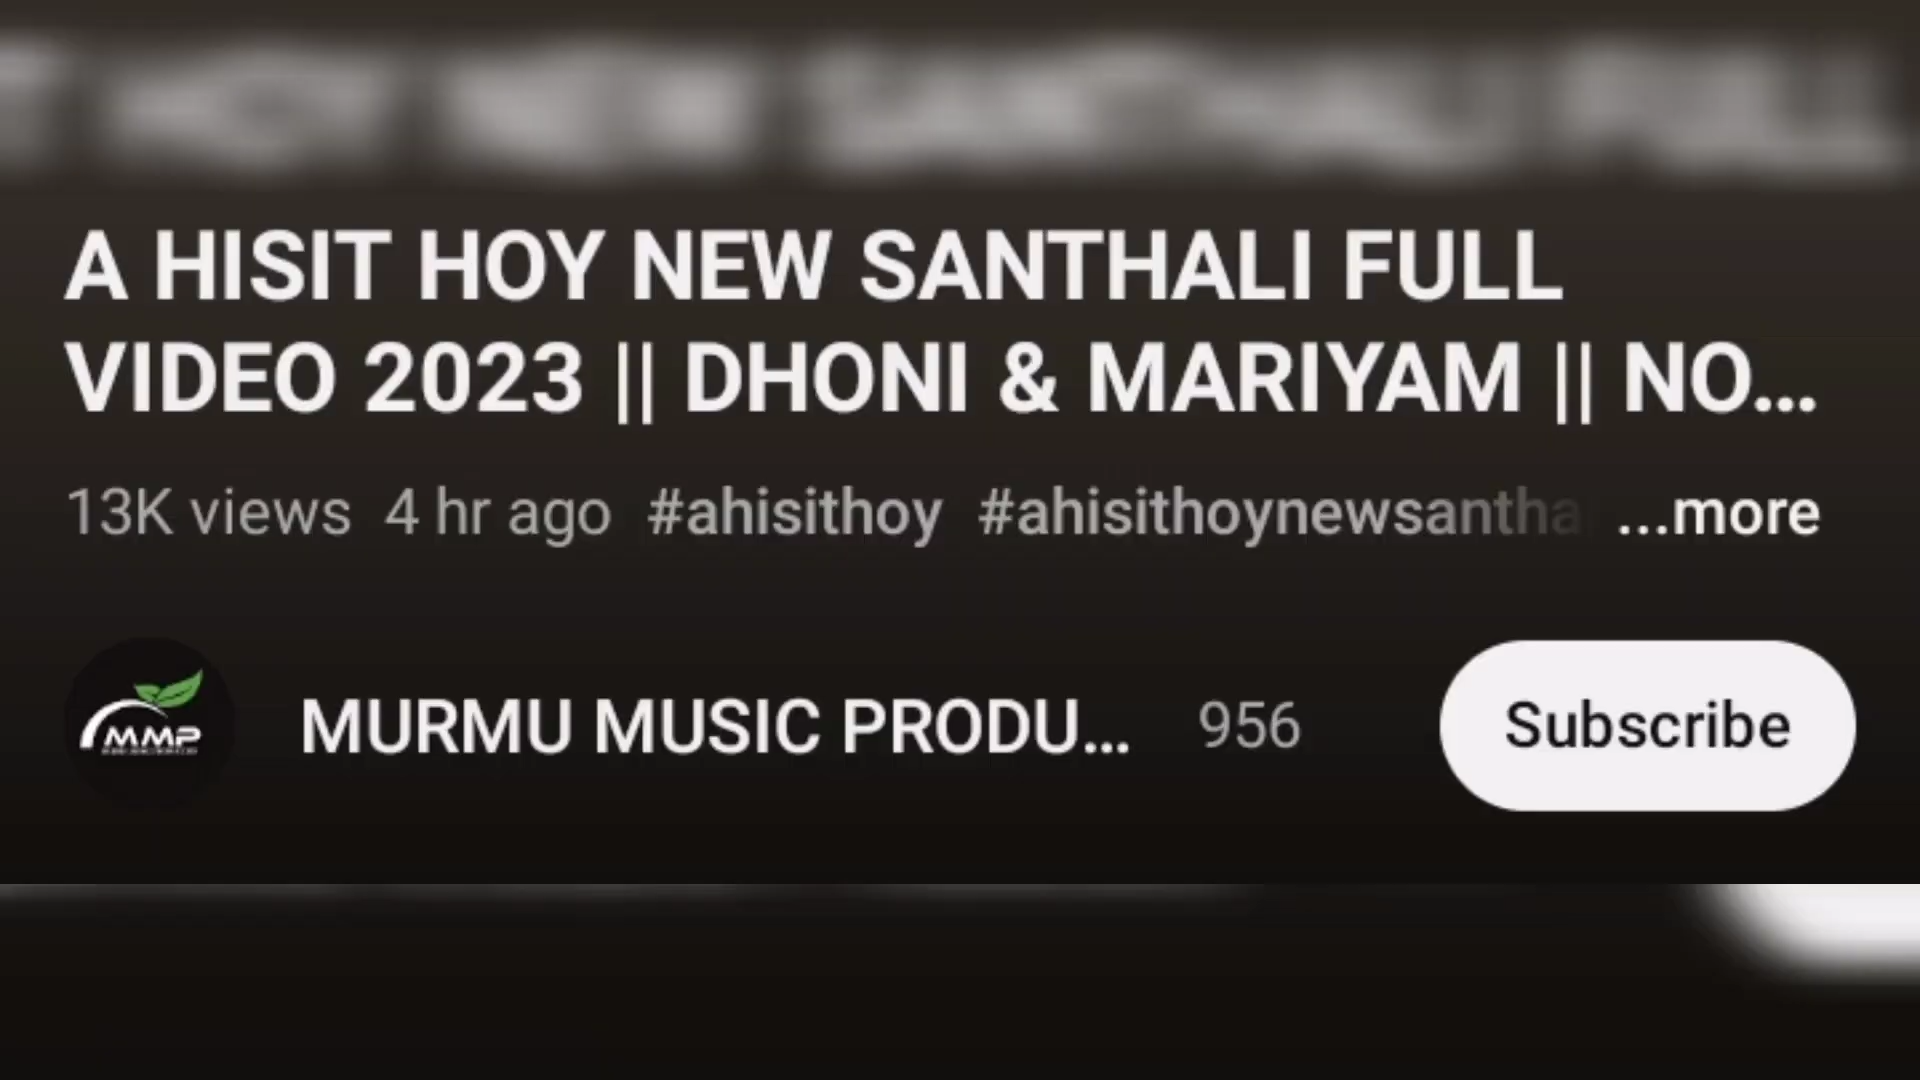 A HISIT HOY NEW SANTHALI FULL
VIDEO 2023 || DHONI & MARIYAM || NO...
13K views 4 hr ago #ahisithoy #ahisithoynewsantha ...more
MMP
MURMU MUSIC PRODU... 956
Subscribe